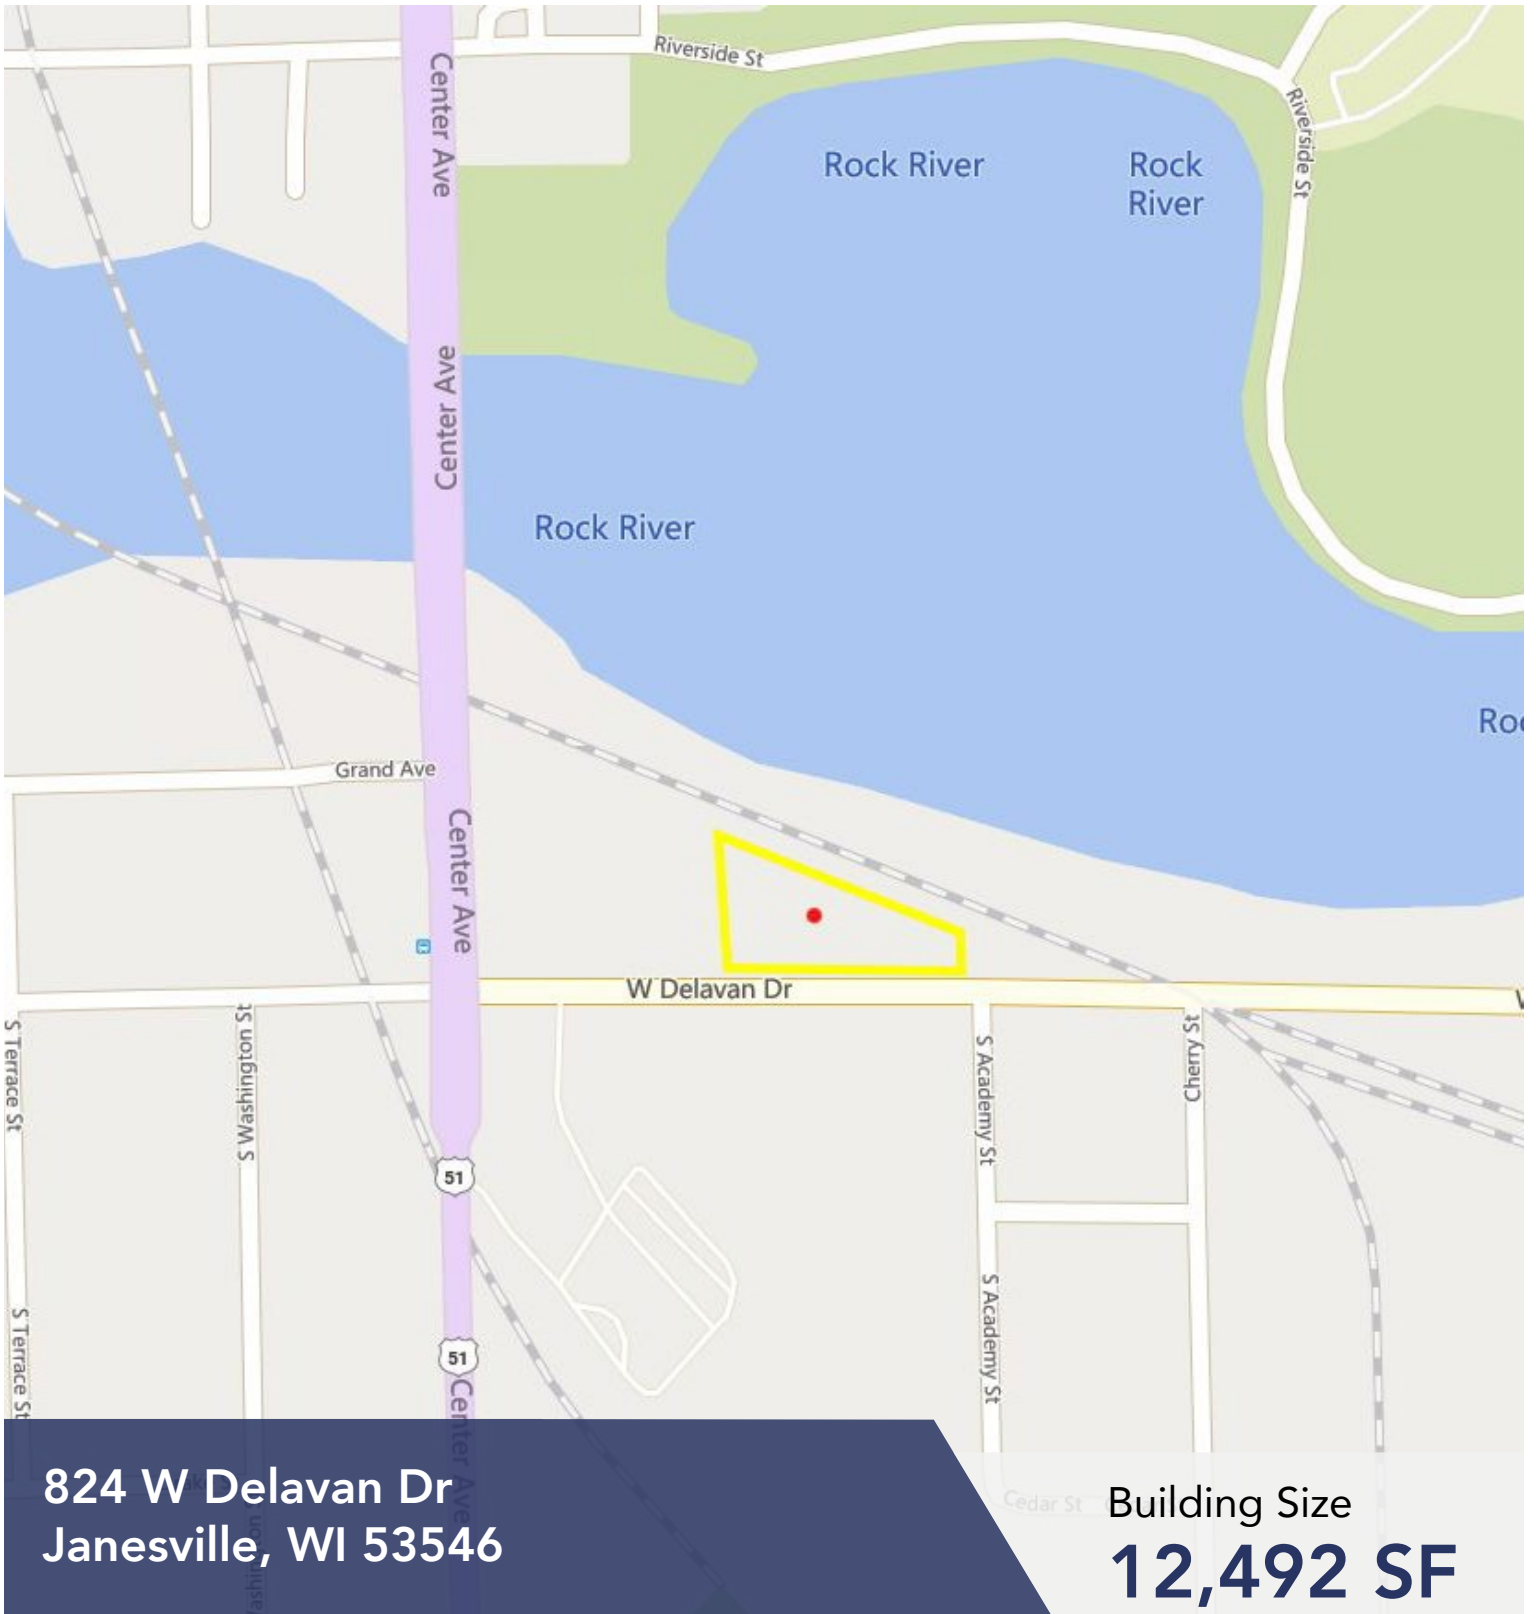 Riverside St
Center Ave
Riverside St
Rock River
Rock
River
Center Ave
Rock River
Grand Ave
Center Ave
W Delavan Dr
S Terrace St
S Washington St
S Academy St
Cherry St
51
S Academy St
S Terrace St
51
Center Ave
824 W Delavan Dr
Janesville, WI 53546
Cedar St
Building Size
12,492 SF